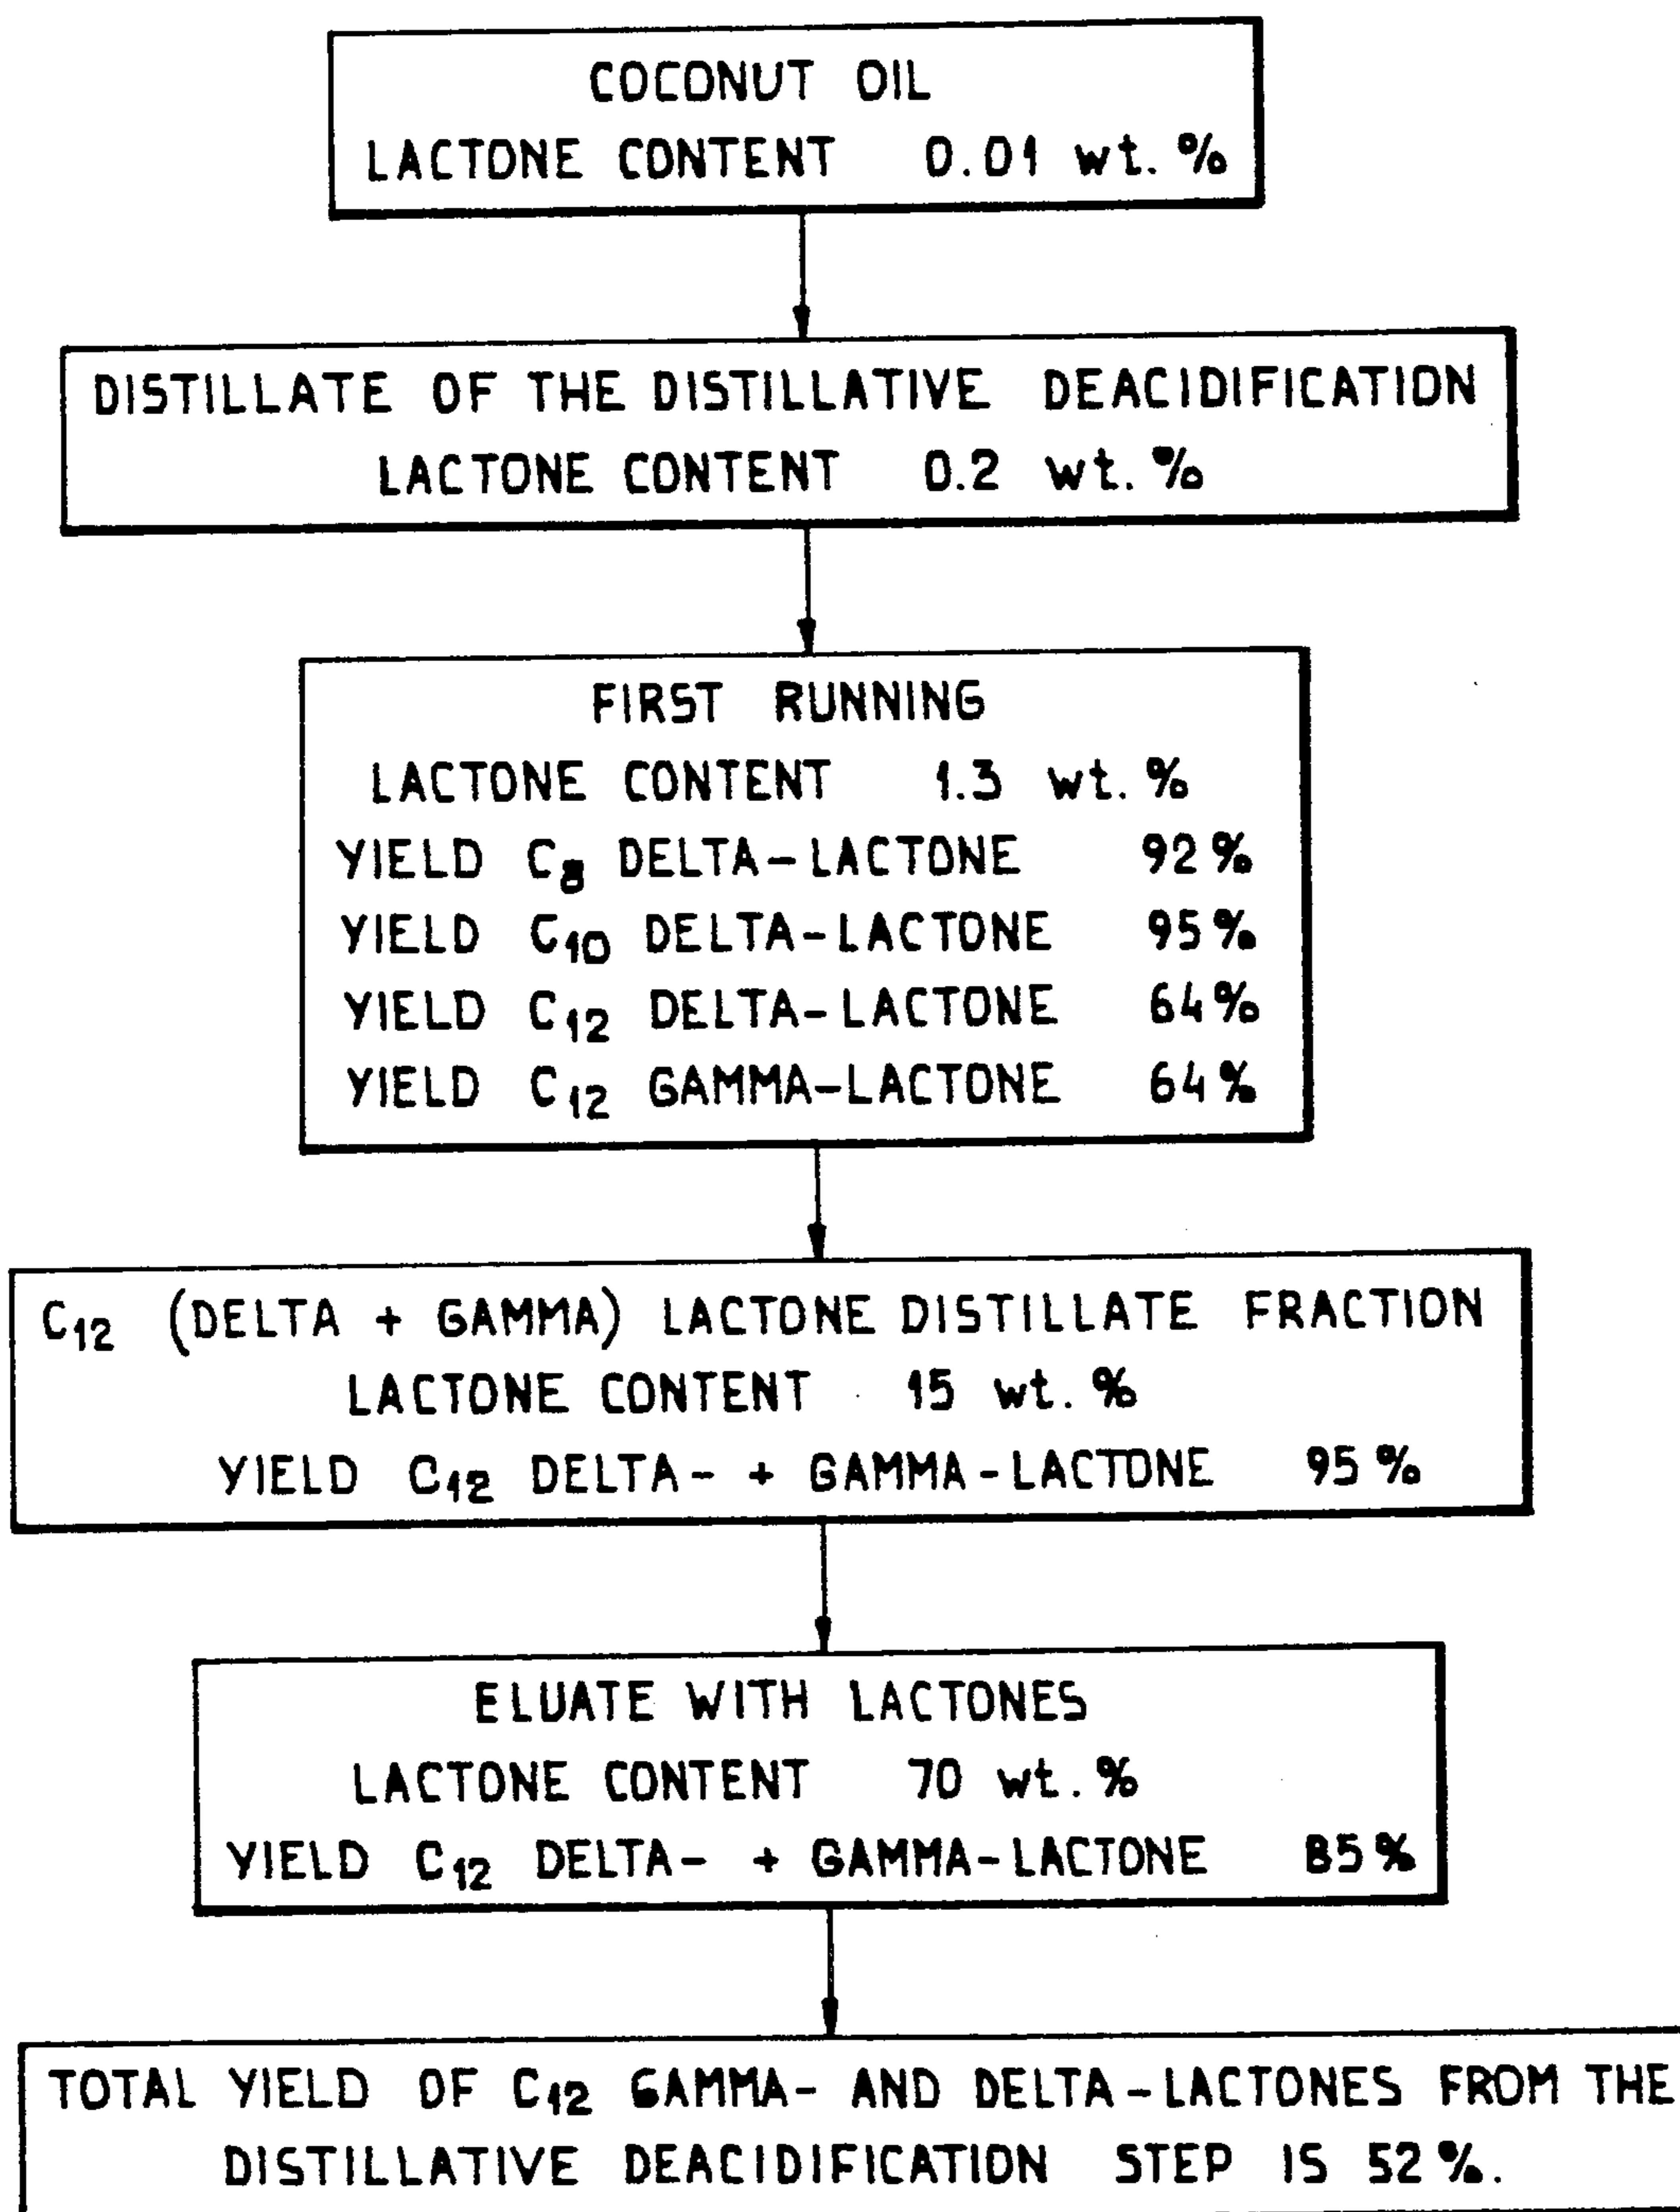 COCONUT OIL
LACTONE CONTENT 0.01 wt. %
DISTILLATE OF THE DISTILLATIVE DEACIDIFICATION
LACTONE CONTENT 0.2 wt. %
FIRST RUNNING
LACTONE CONTENT 1.3 wt. %
YIELD C8 DELTA-LACTONE 92%
YIELD C10 DELTA-LACTONE 95%
YIELD C12 DELTA-LACTONE 64%
YIELD C12 GAMMA-LACTONE 64%
C12 (DELTA + GAMMA) LACTONE DISTILLATE FRACTION
LACTONE CONTENT 15 wt. %
YIELD C12 DELTA- + GAMMA-LACTONE 95%
ELUATE WITH LACTONES
LACTONE CONTENT 70 wt. %
YIELD C12 DELTA- + GAMMA-LACTONE 85%
TOTAL YIELD OF C12 GAMMA- AND DELTA-LACTONES FROM THE
DISTILLATIVE DEACIDIFICATION STEP IS 52%.